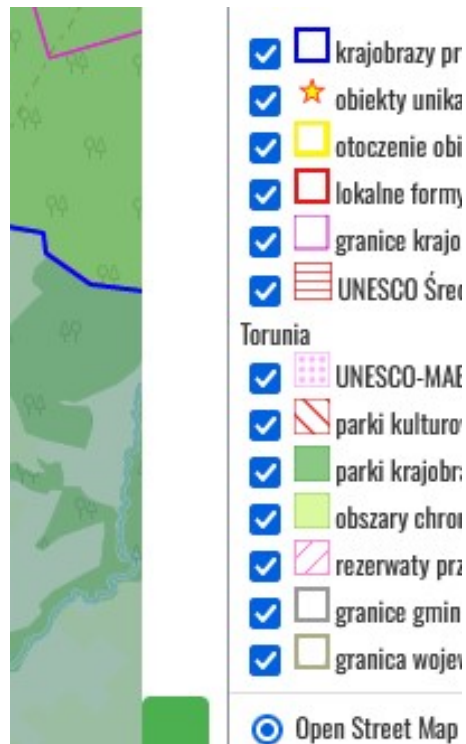 krajobrazy pr
obiekty unika
otoczenie obi
lokalne formy
granice krajo
UNESCO Śred
Torunia
UNESCO-MAB
parki kulturow
parki krajobra
obszary chron
rezerwaty prz
granice gmin
granica wojew
Open Street Map